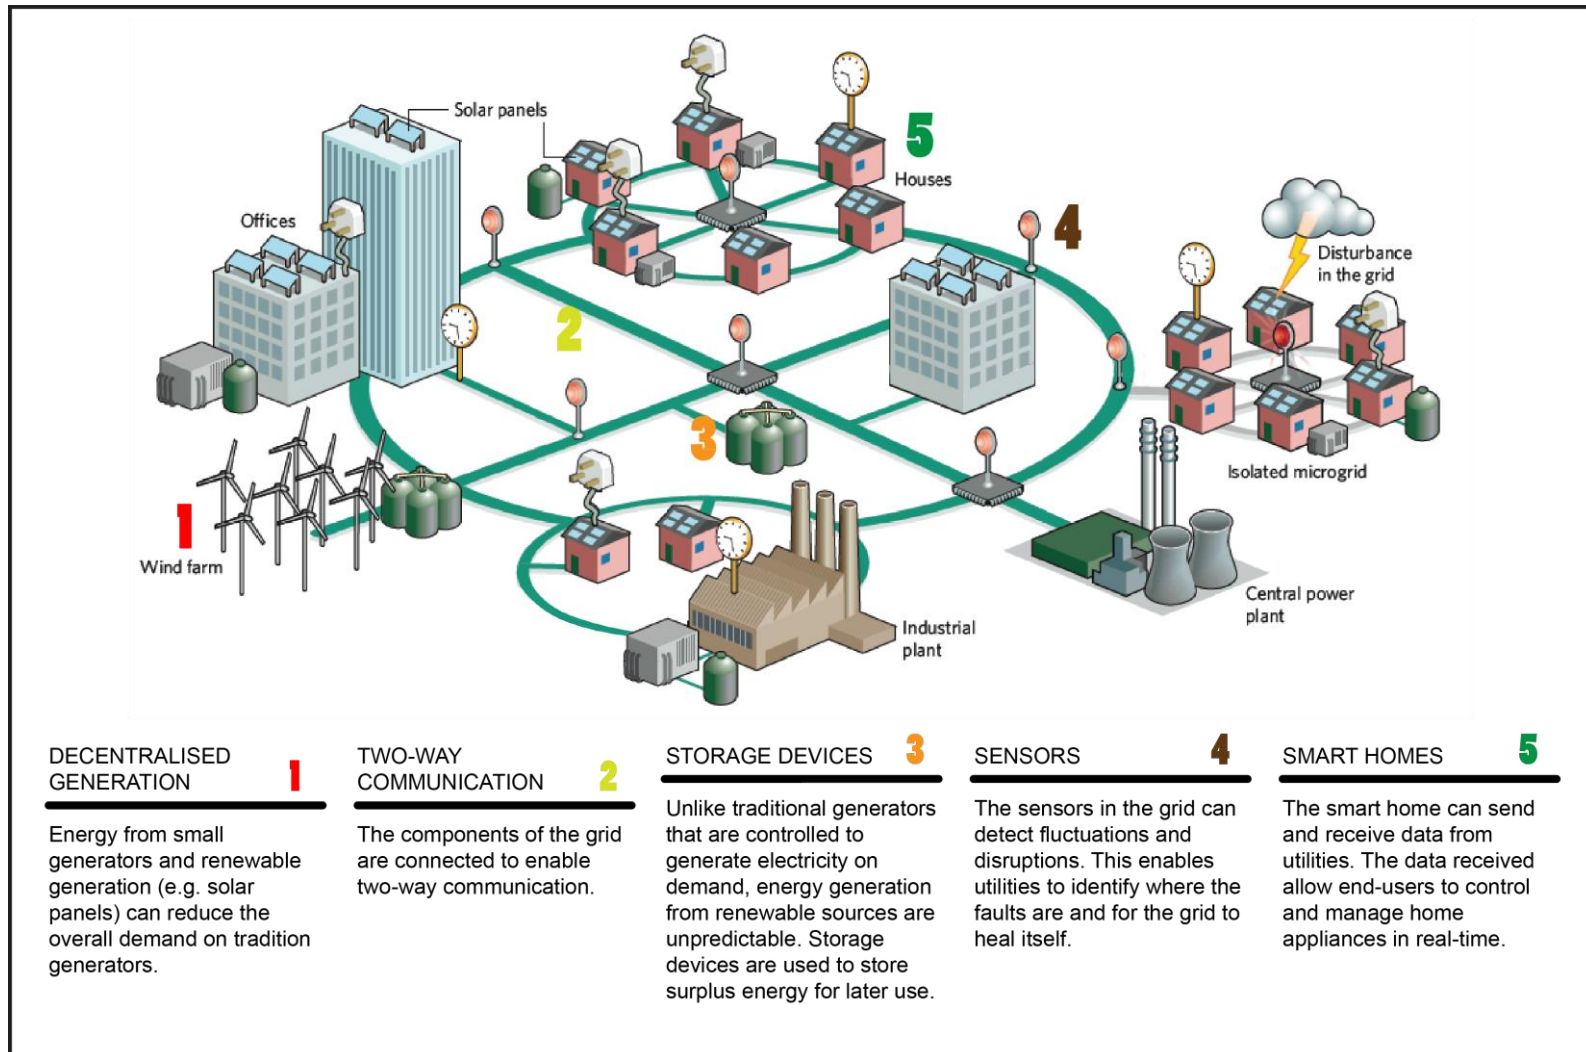 Solar panels
5
Houses
Offices
4
Disturbance
in the grid
2
3
Isolated microgrid
1
Wind farm
Central power
plant
Industrial
plant
DECENTRALISED
GENERATION 1
Energy from small
generators and renewable
generation (e.g. solar
panels) can reduce the
overall demand on tradition
generators.
TWO-WAY
COMMUNICATION 2
The components of the grid
are connected to enable
two-way communication.
STORAGE DEVICES 3
Unlike traditional generators
that are controlled to
generate electricity on
demand, energy generation
from renewable sources are
unpredictable. Storage
devices are used to store
surplus energy for later use.
SENSORS 4
The sensors in the grid can
detect fluctuations and
disruptions. This enables
utilities to identify where the
faults are and for the grid to
heal itself.
SMART HOMES 5
The smart home can send
and receive data from
utilities. The data received
allow end-users to control
and manage home
appliances in real-time.